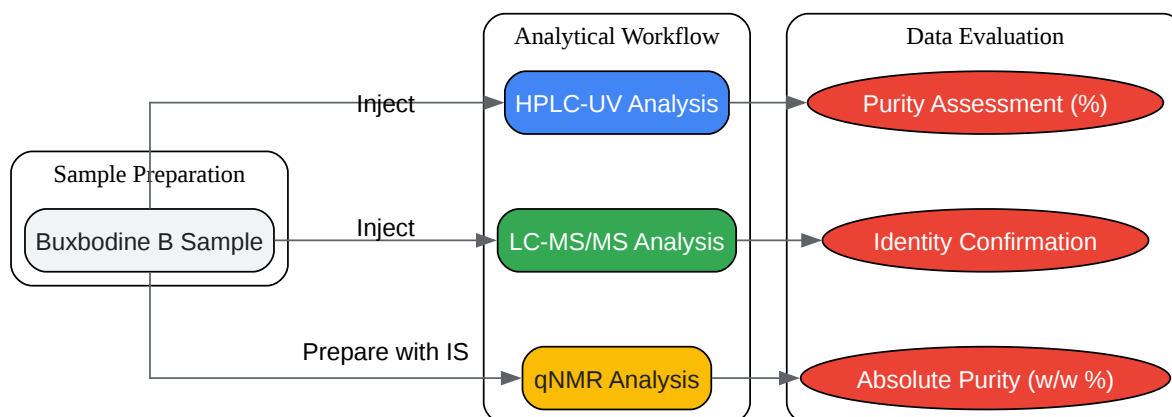 Analytical Workflow
Data Evaluation
Inject
HPLC-UV Analysis
Purity Assessment (%)
Sample Preparation
Buxbodine B Sample
Inject
LC-MS/MS Analysis
Identity Confirmation
Prepare with IS
qNMR Analysis
Absolute Purity (w/w %)